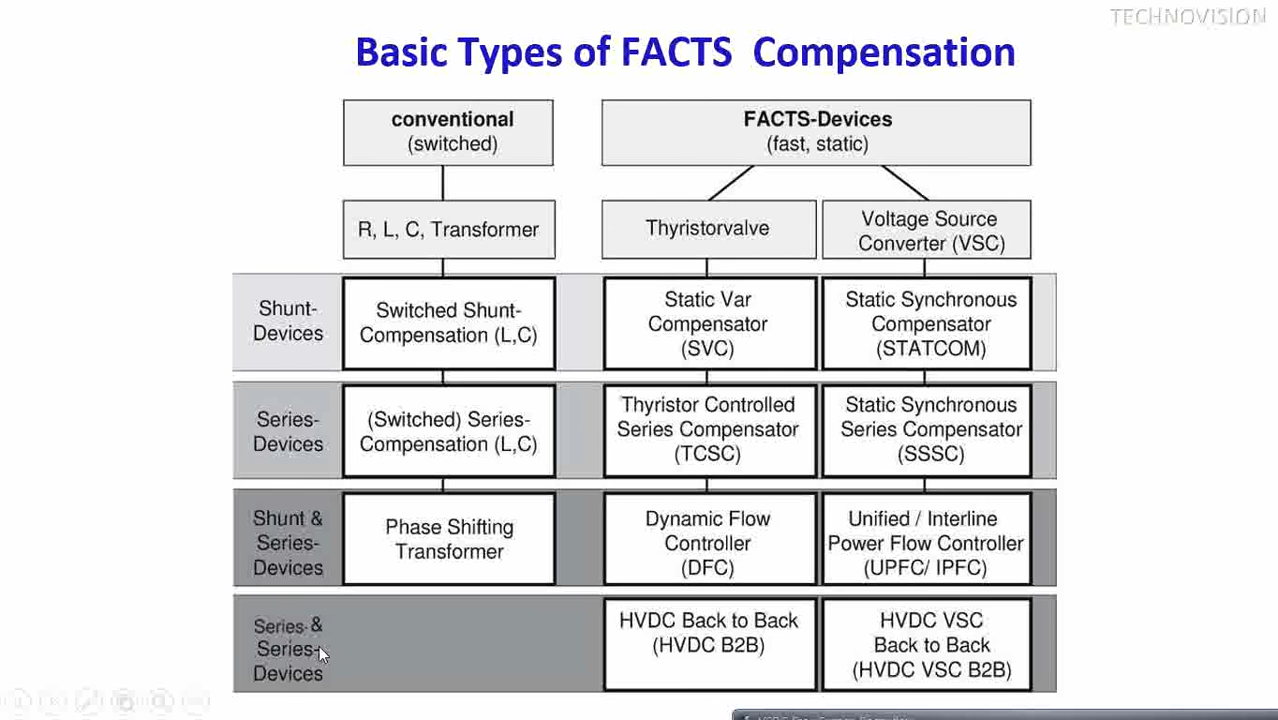 TECHNOVISION
Basic Types of FACTS Compensation
conventional
(switched)
FACTS-Devices
(fast, static)
R, L, C, Transformer
Thyristorvalve
Voltage Source
Converter (VSC)
Shunt-
Devices
Switched Shunt-
Compensation (L,C)
Static Var
Compensator
(SVC)
Static Synchronous
Compensator
(STATCOM)
Series-
Devices
(Switched) Series-
Compensation (L,C)
Thyristor Controlled
Series Compensator
(TCSC)
Static Synchronous
Series Compensator
(SSSC)
Shunt &
Series-
Devices
Phase Shifting
Transformer
Dynamic Flow
Controller
(DFC)
Unified / Interline
Power Flow Controller
(UPFC/ IPFC)
Series- &
Series-
Devices
HVDC Back to Back
(HVDC B2B)
HVDC VSC
Back to Back
(HVDC VSC B2B)